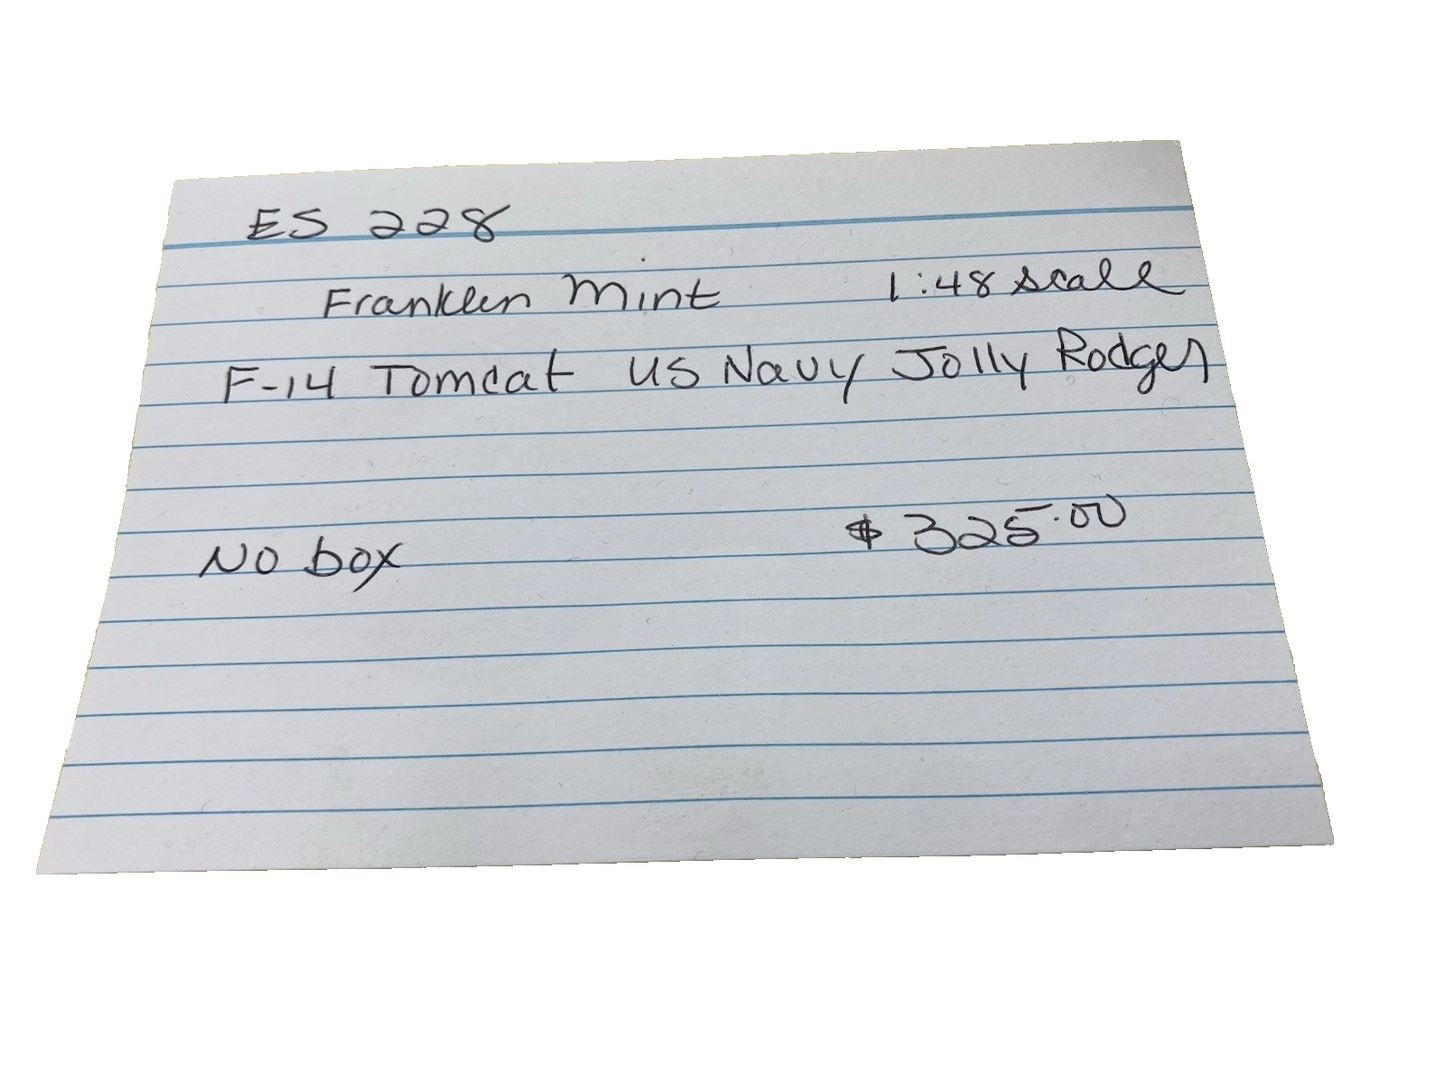 ES 228
Franklin Mint 1:48 scale
F-14 Tomcat US Navy Jolly Rodger
No box $325.00